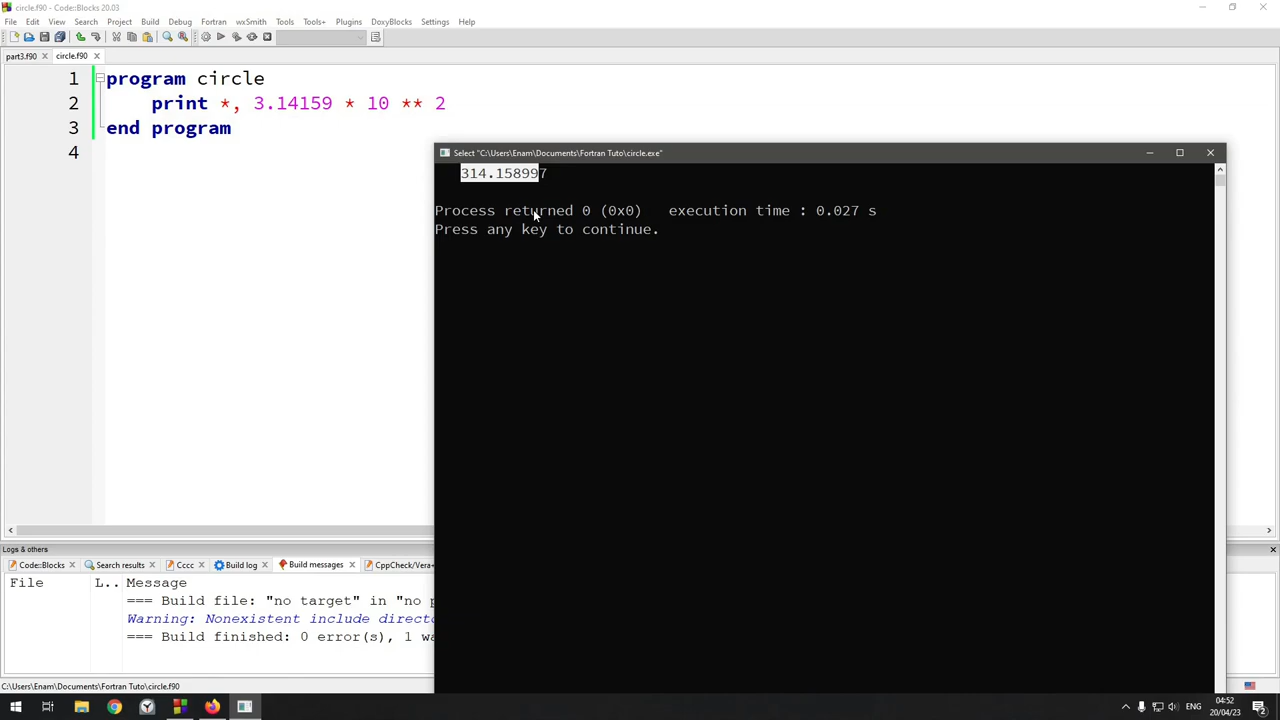 circle.f90 - Code::Blocks 20.03
File Edit View Search Project Build Debug Fortran wxSmith Tools Tools+ Plugins DoxyBlocks Settings Help
part3.f90 circle.f90
1 program circle
2 print *, 3.14159 * 10 ** 2
3 end program
4
Select "C:\Users\Enam\Documents\Fortran Tuto\circle.exe"
314.158997
Process returned 0 (0x0) execution time : 0.027 s
Press any key to continue.
Logs & others
Code::Blocks Search results Cccc Build log Build messages CppCheck/Vera+
File L.. Message
=== Build file: "no target" in "no p
Warning: Nonexistent include directo
=== Build finished: 0 error(s), 1 wa
C:\Users\Enam\Documents\Fortran Tuto\circle.f90
ENG
04:52
20/04/23
2